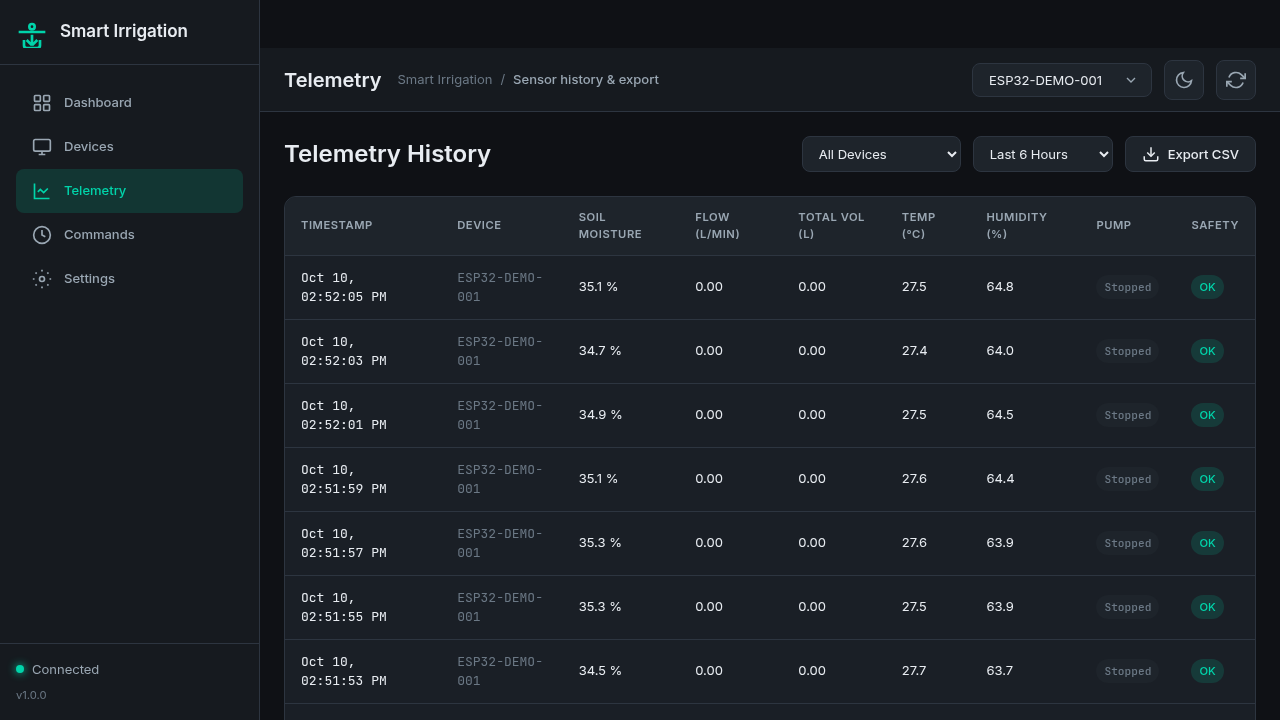 Smart Irrigation
Dashboard
Devices
Telemetry
Commands
Settings
Connected
v1.0.0
Telemetry Smart Irrigation / Sensor history & export ESP32-DEMO-001
Telemetry History All Devices Last 6 Hours Export CSV
TIMESTAMP DEVICE SOIL MOISTURE FLOW (L/MIN) TOTAL VOL (L) TEMP (°C) HUMIDITY (%) PUMP SAFETY
Oct 10, 02:52:05 PM ESP32-DEMO-001 35.1 % 0.00 0.00 27.5 64.8 Stopped OK
Oct 10, 02:52:03 PM ESP32-DEMO-001 34.7 % 0.00 0.00 27.4 64.0 Stopped OK
Oct 10, 02:52:01 PM ESP32-DEMO-001 34.9 % 0.00 0.00 27.5 64.5 Stopped OK
Oct 10, 02:51:59 PM ESP32-DEMO-001 35.1 % 0.00 0.00 27.6 64.4 Stopped OK
Oct 10, 02:51:57 PM ESP32-DEMO-001 35.3 % 0.00 0.00 27.6 63.9 Stopped OK
Oct 10, 02:51:55 PM ESP32-DEMO-001 35.3 % 0.00 0.00 27.5 63.9 Stopped OK
Oct 10, 02:51:53 PM ESP32-DEMO-001 34.5 % 0.00 0.00 27.7 63.7 Stopped OK